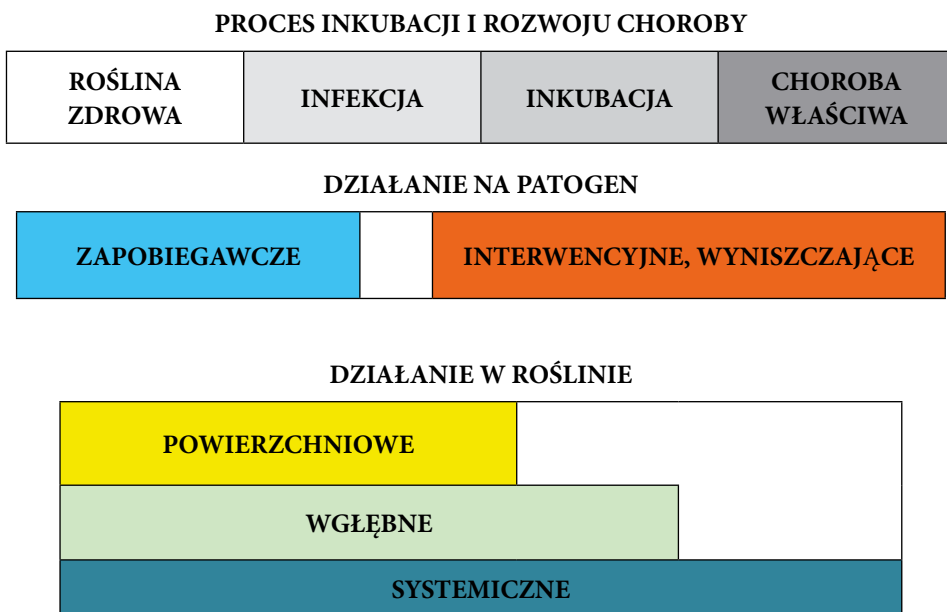 PROCES INKUBACJI I ROZWOJU CHOROBY
ROŚLINA
ZDROWA
INFEKCJA
INKUBACJA
CHOROBA
WŁAŚCIWA
DZIAŁANIE NA PATOGEN
ZAPOBIEGAWCZE
INTERWENCYJNE, WYNISZCZAJĄCE
DZIAŁANIE W ROŚLINIE
POWIERZCHNIOWE
WGŁĘBNE
SYSTEMICZNE